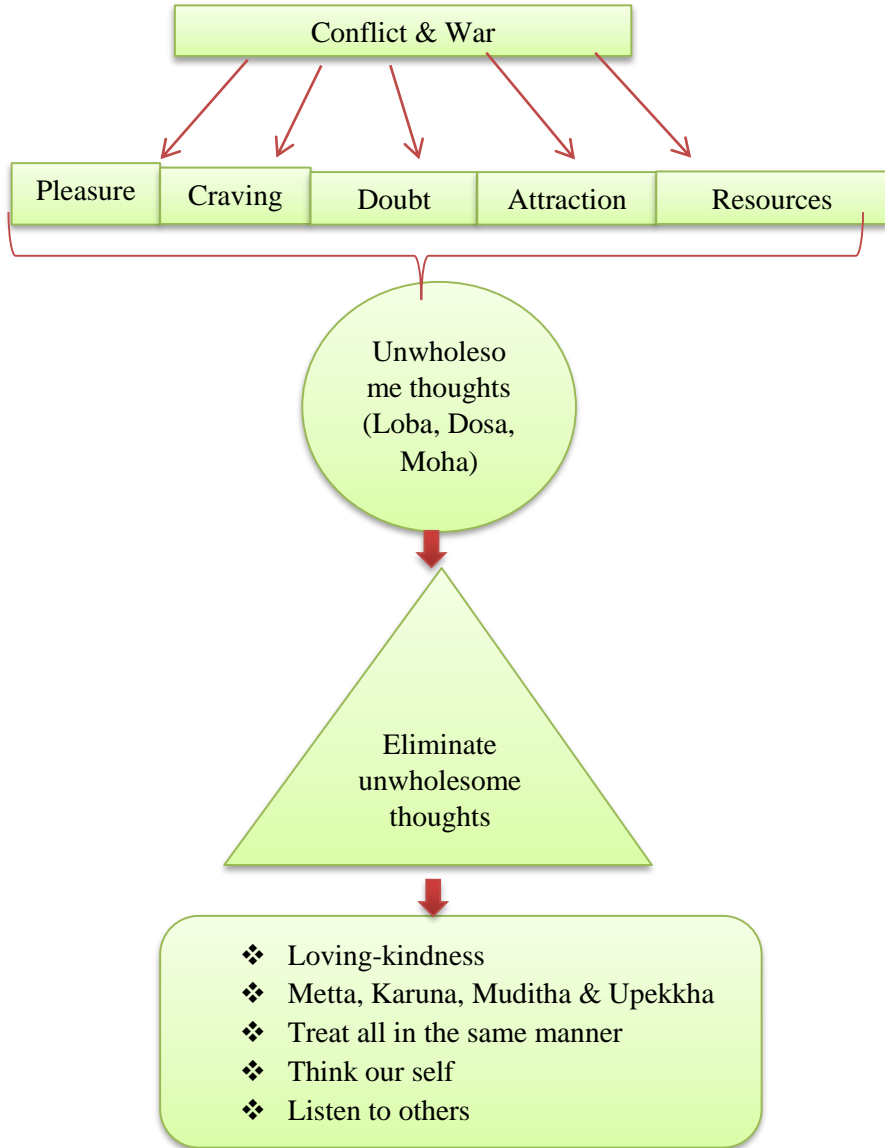 Conflict & War
Pleasure
Craving
Doubt
Attraction
Resources
Unwholeso
me thoughts
(Loba, Dosa,
Moha)
Eliminate
unwholesome
thoughts
❖ Loving-kindness
❖ Metta, Karuna, Muditha & Upekkha
❖ Treat all in the same manner
❖ Think our self
❖ Listen to others